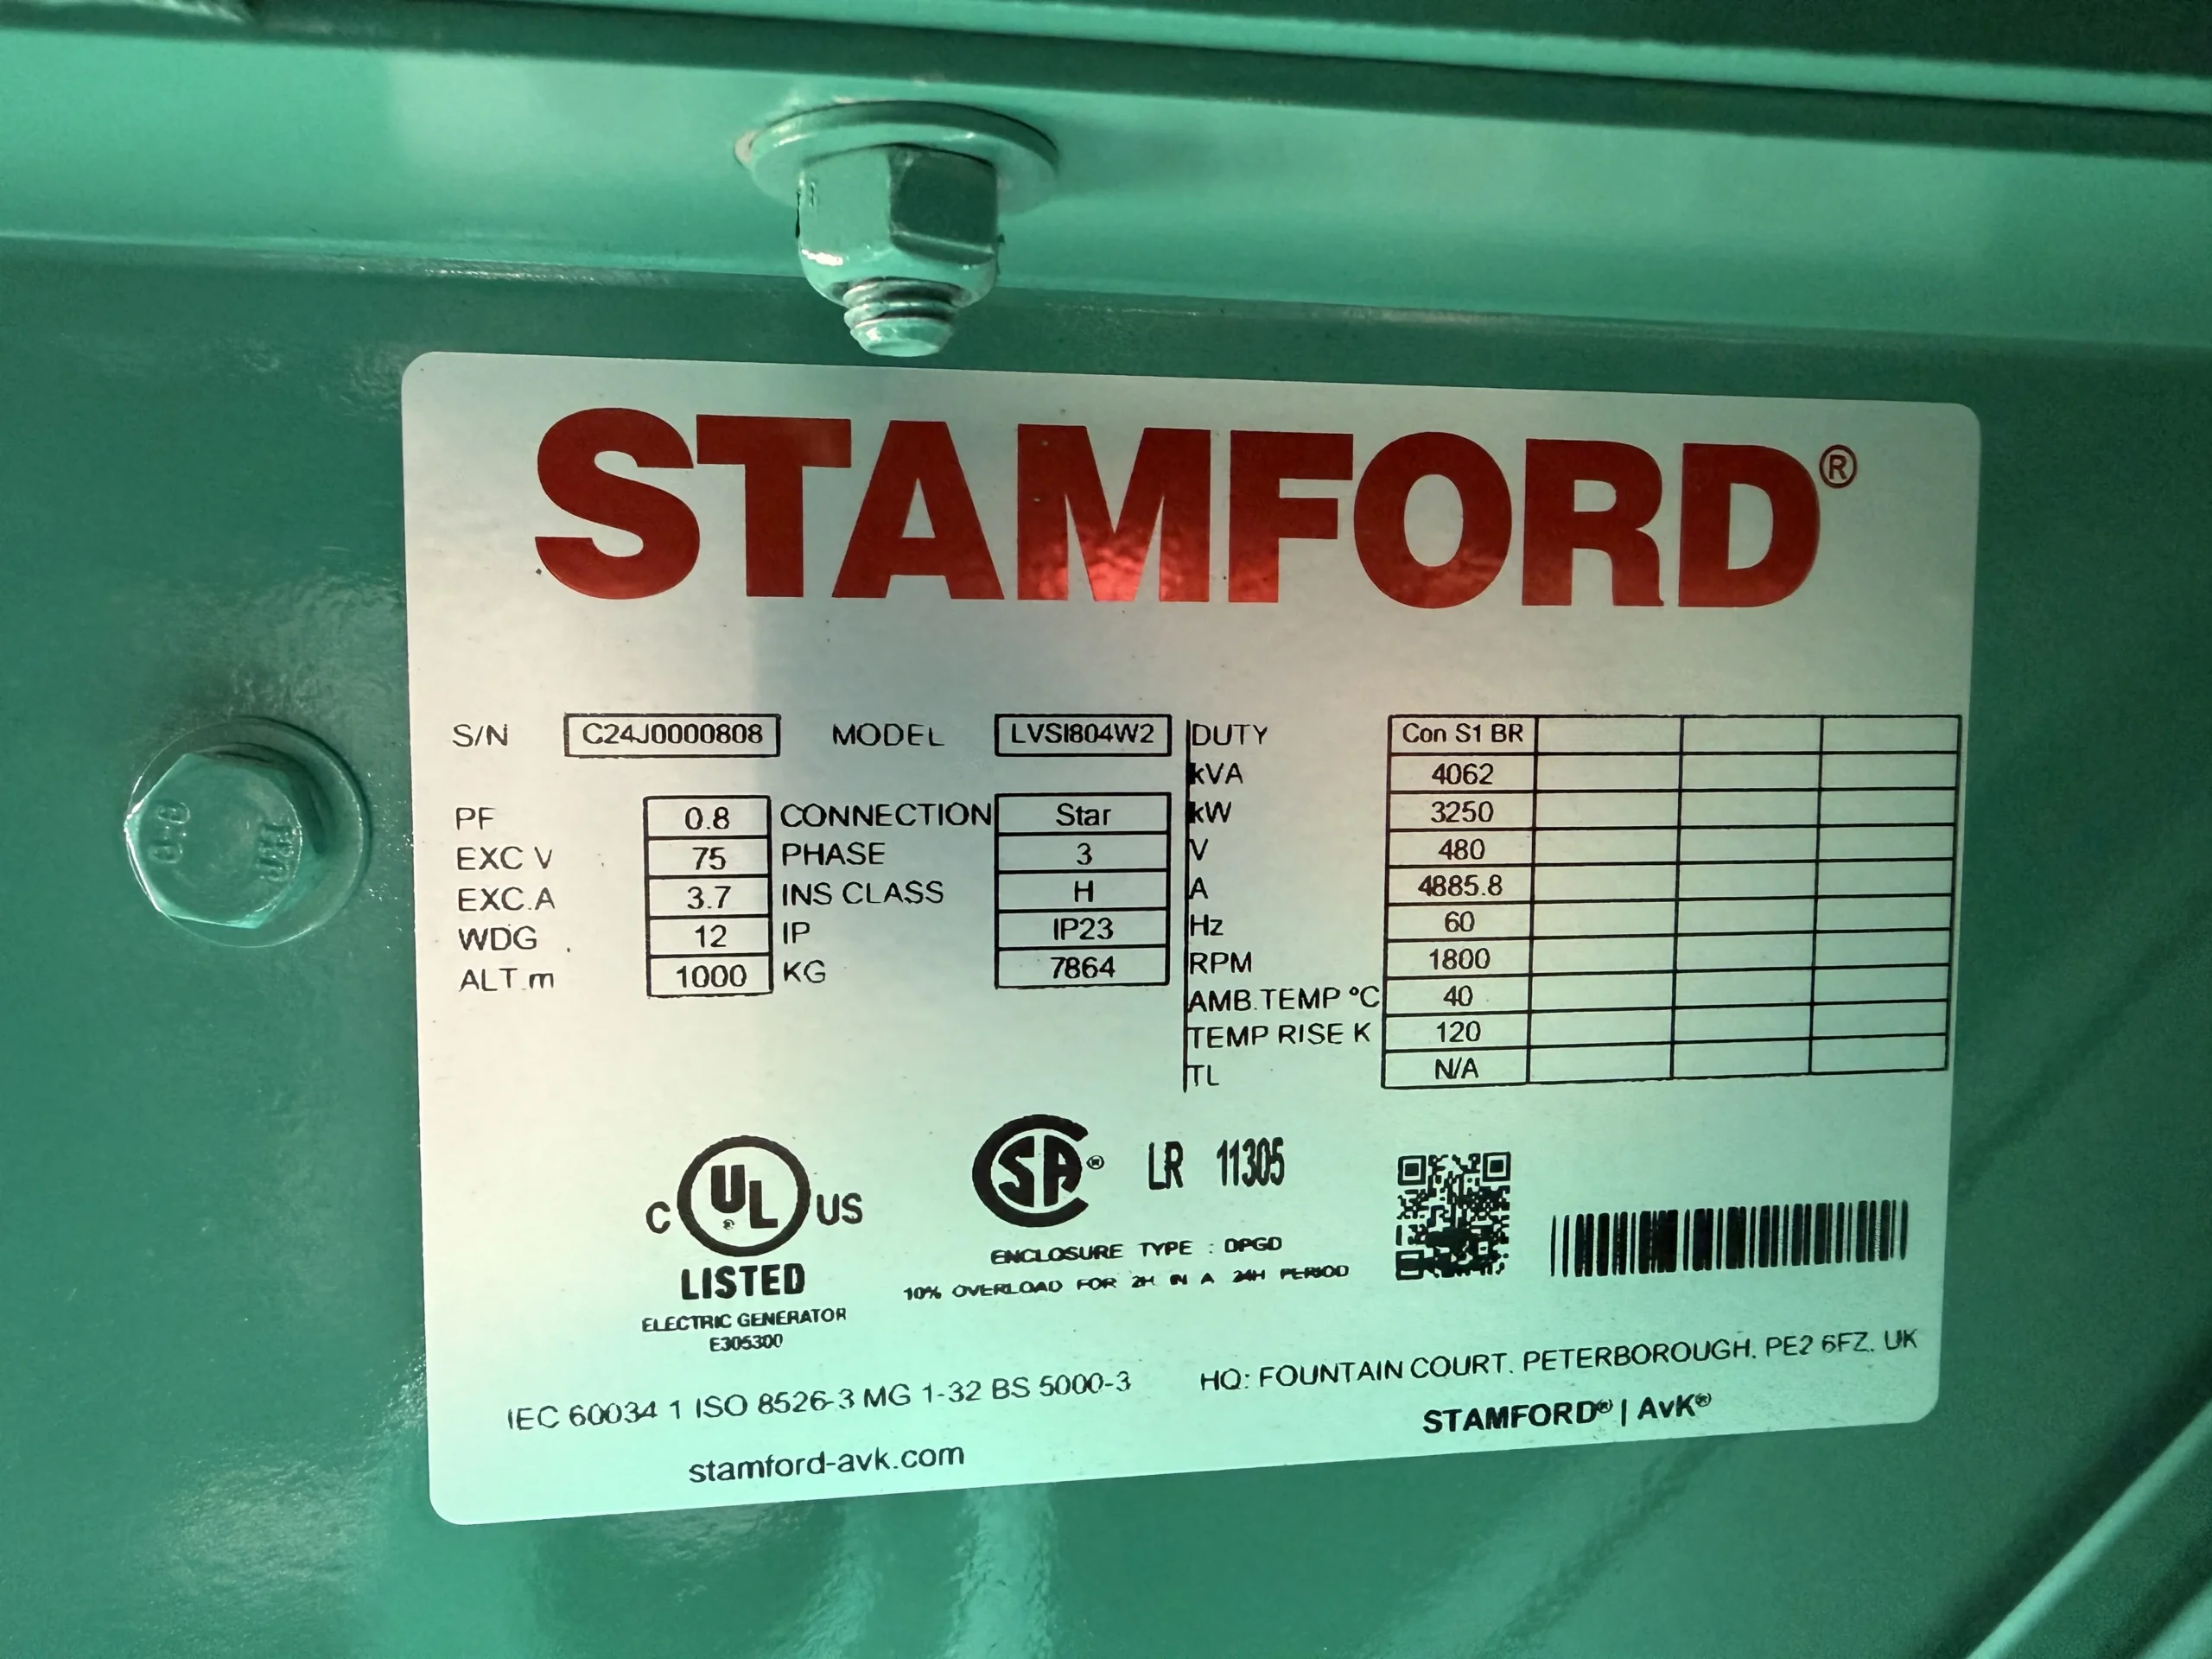 STAMFORD®
S/N C24J0000808 MODEL LVSI804W2
PF 0.8 CONNECTION Star
EXC V 75 PHASE 3
EXC.A 3.7 INS CLASS H
WDG 12 IP IP23
ALT.m 1000 KG 7864
DUTY Con S1 BR
kVA 4062
kW 3250
V 480
A 4885.8
Hz 60
RPM 1800
AMB.TEMP °C 40
TEMP RISE K 120
TL N/A
C UL ® US
LISTED
ELECTRIC GENERATOR
E305300
CSA® LR 11305
ENCLOSURE TYPE : DPGD
10% OVERLOAD FOR 2H IN A 24H PERIOD
IEC 60034 1 ISO 8526-3 MG 1-32 BS 5000-3
stamford-avk.com
HQ: FOUNTAIN COURT. PETERBOROUGH. PE2 6FZ. UK
STAMFORD® | AvK®